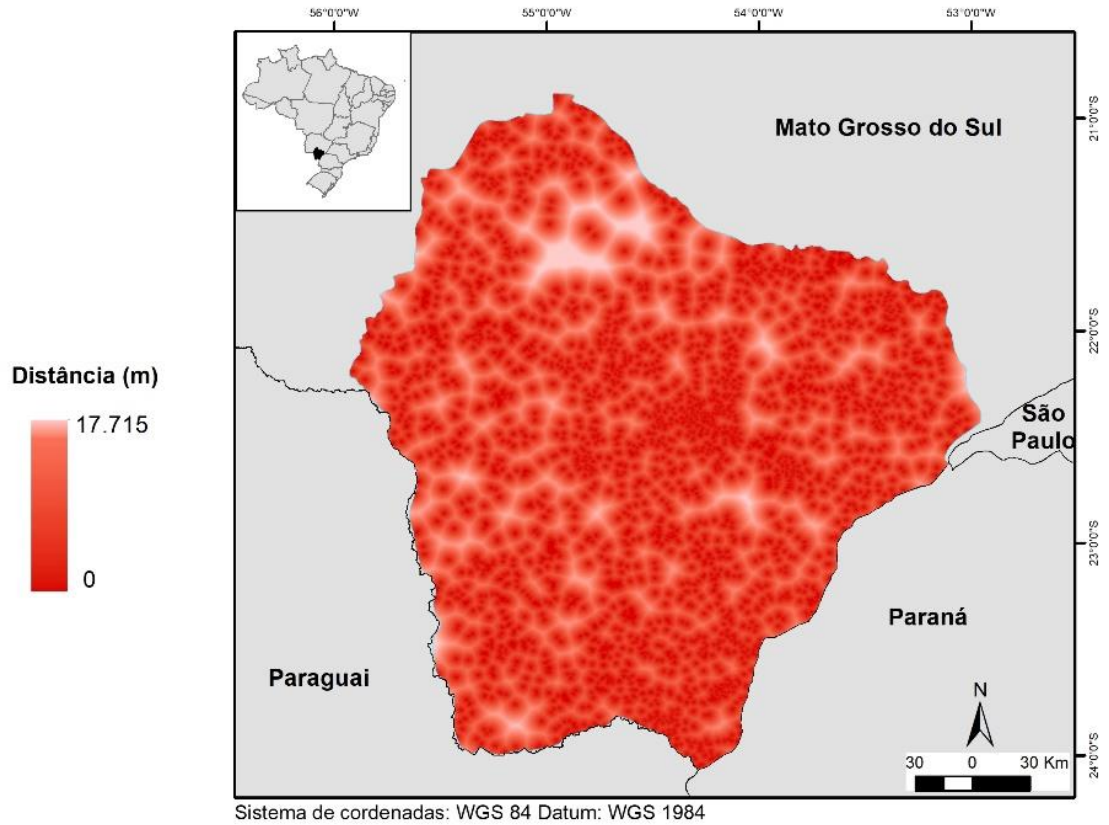 56°0'0"W
55°0'0"W
54°0'0"W
53°0'0"W
Mato Grosso do Sul
21°0'0"S
22°0'0"S
Distância (m)
17.715
0
São
Paulo
23°0'0"S
Paraná
Paraguai
N
30 0 30 Km
24°0'0"S
Sistema de cordenadas: WGS 84 Datum: WGS 1984